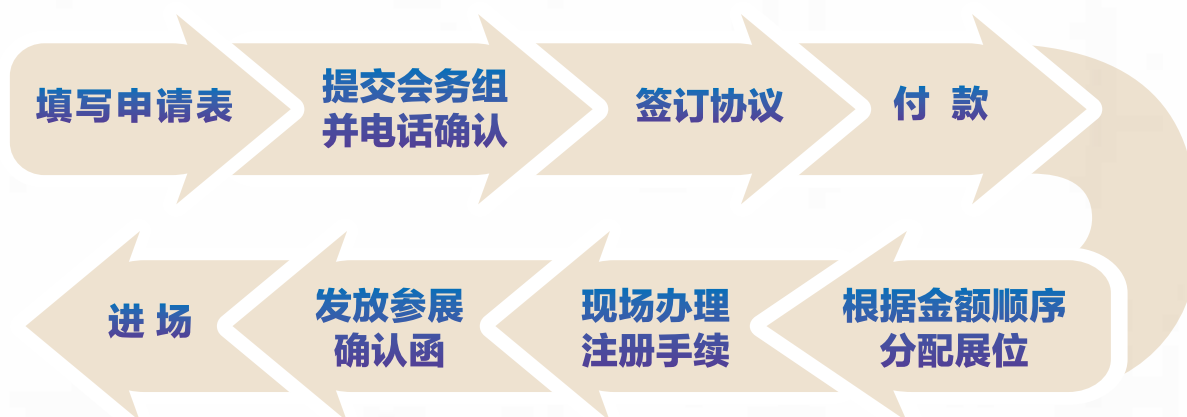 填写申请表
提交会务组
并电话确认
签订协议
付 款
根据金额顺序
分配展位
现场办理
注册手续
发放参展
确认函
进 场